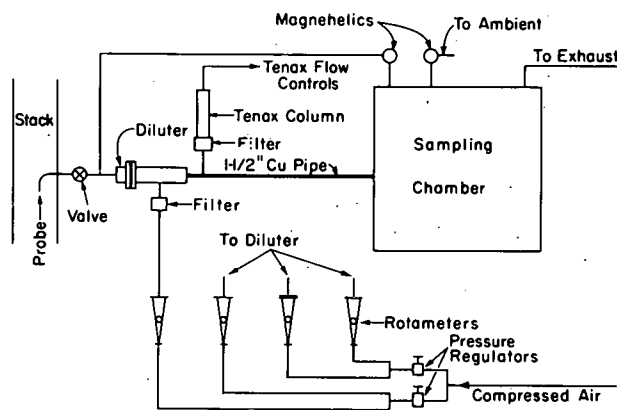 Magnehelics
To Ambient
To Exhaust
Tenax Flow
Controls
Stack
Diluter
Tenax Column
Filter
1-1/2" Cu Pipe
Sampling
Chamber
Valve
Probe
Filter
To Diluter
Rotameters
Pressure
Regulators
Compressed Air